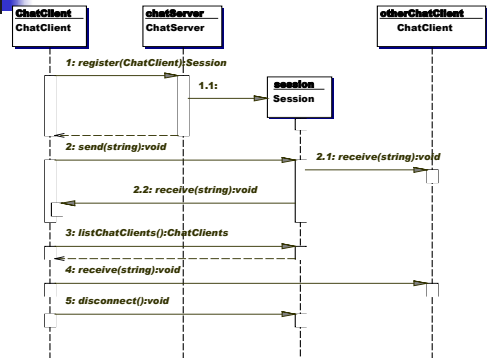 ChatClient
ChatClient
chatServer
ChatServer
otherChatClient
ChatClient
1: register(ChatClient):Session
1.1:
session
Session
2: send(string):void
2.1: receive(string):void
2.2: receive(string):void
3: listChatClients():ChatClients
4: receive(string):void
5: disconnect():void